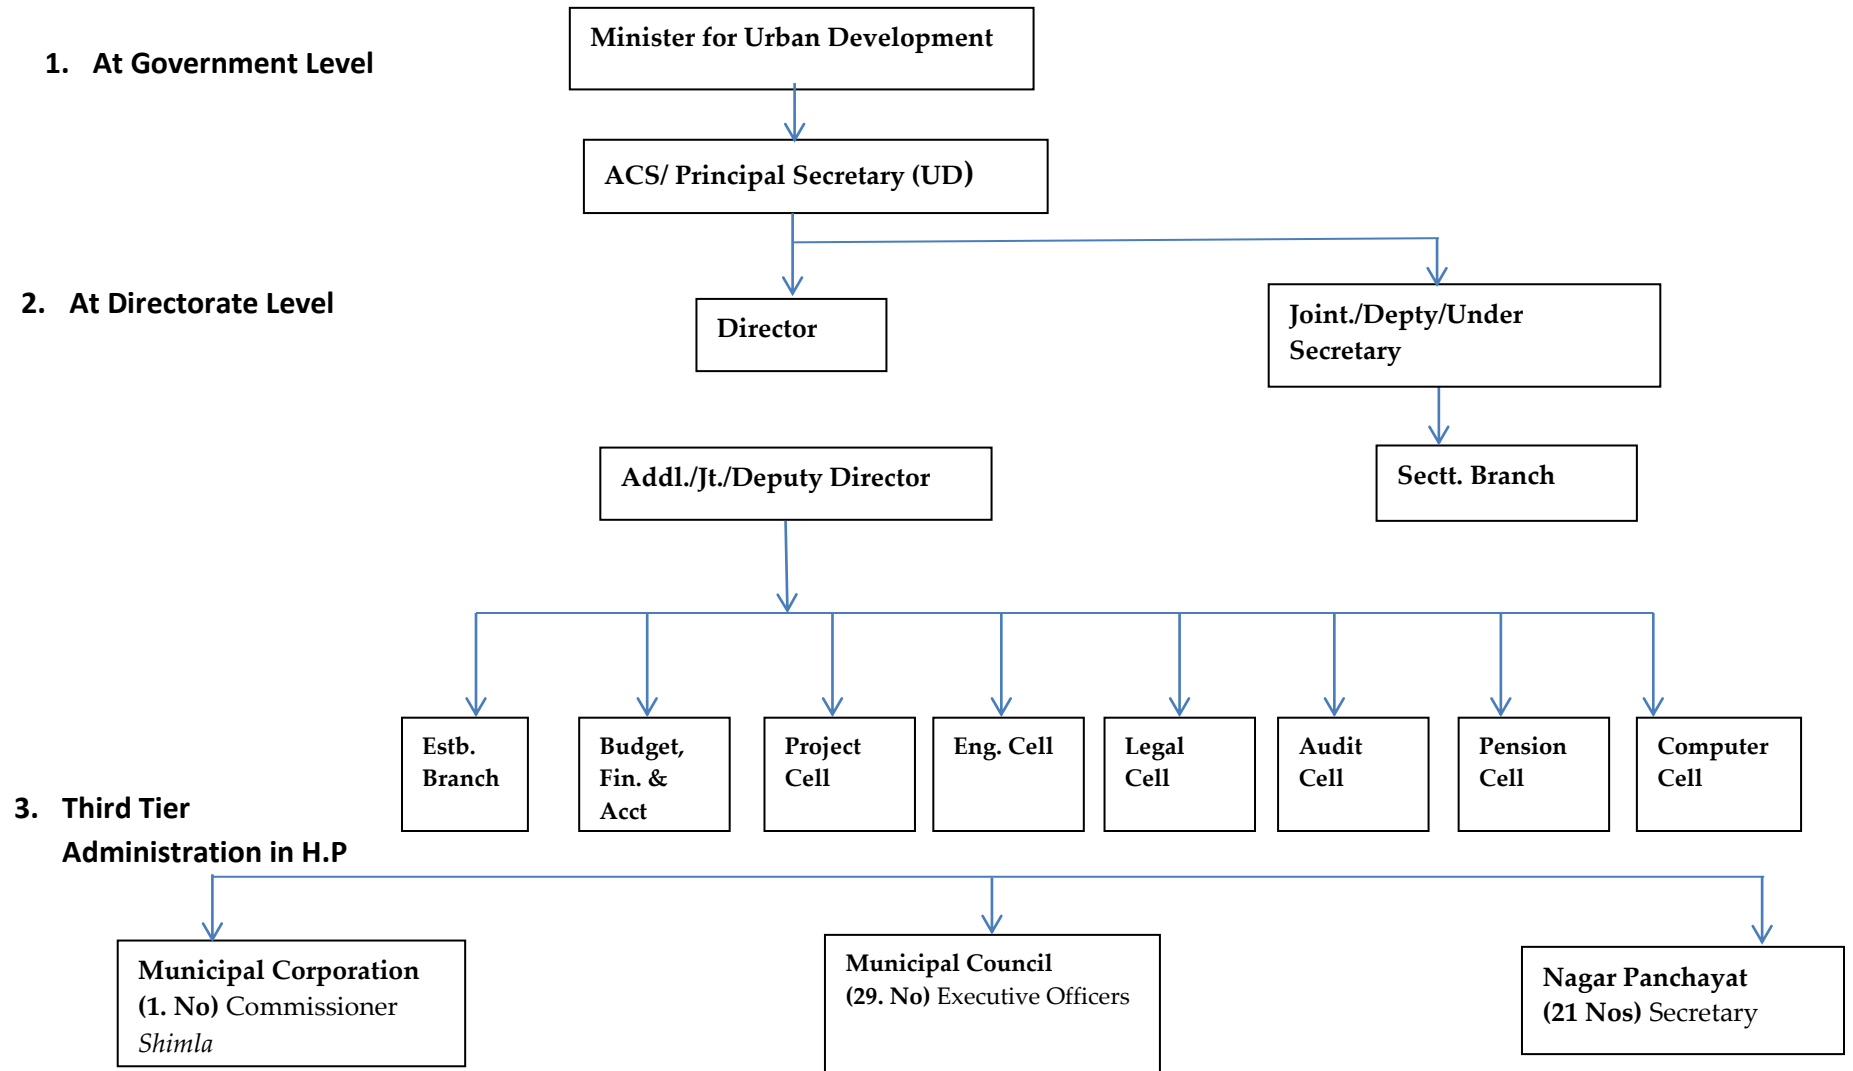 Minister for Urban Development
1. At Government Level
ACS/ Principal Secretary (UD)
2. At Directorate Level
Director
Joint./Depty/Under
Secretary
Addl./Jt./Deputy Director
Sectt. Branch
Estb.
Branch
Budget,
Fin. &
Acct
Project
Cell
Eng. Cell
Legal
Cell
Audit
Cell
Pension
Cell
Computer
Cell
3. Third Tier
Administration in H.P
Municipal Corporation
(1. No) Commissioner
Shimla
Municipal Council
(29. No) Executive Officers
Nagar Panchayat
(21 Nos) Secretary